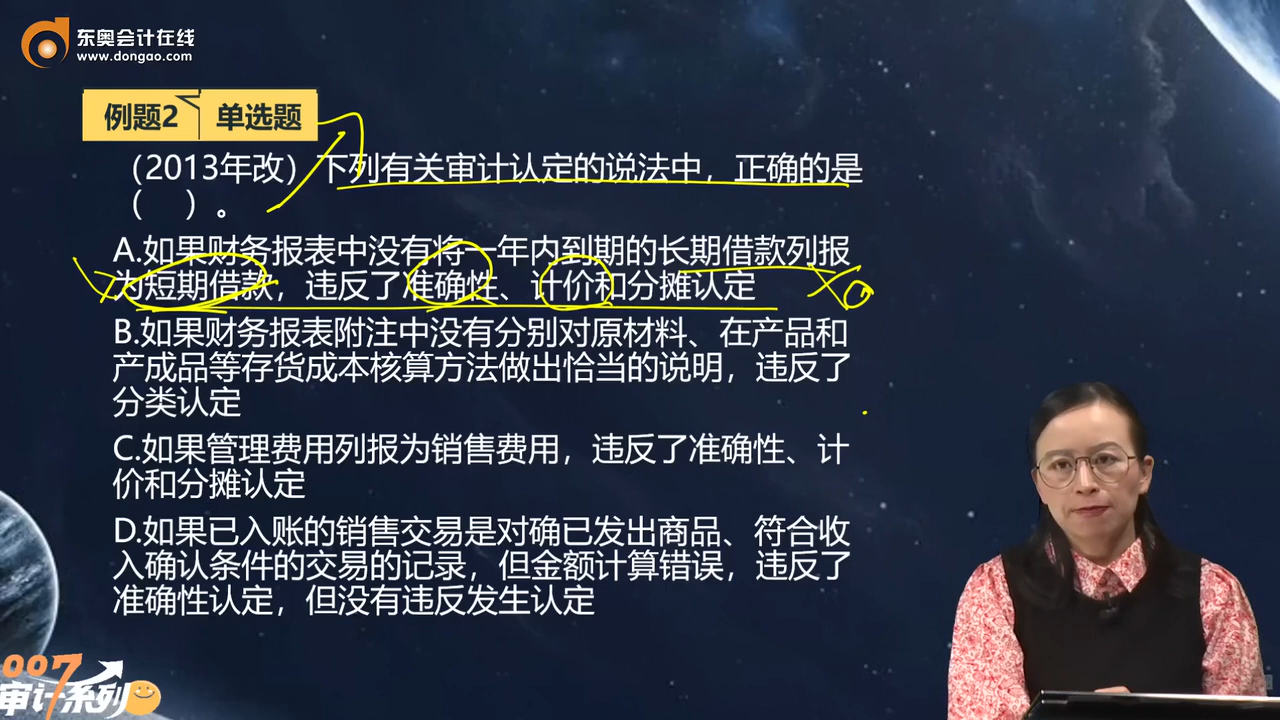 东奥会计在线
www.dongao.com
例题2 单选题
（2013年改）下列有关审计认定的说法中，正确的是
（ ）。
A.如果财务报表中没有将一年内到期的长期借款列报
为短期借款，违反了准确性、计价和分摊认定
B.如果财务报表附注中没有分别对原材料、在产品和
产成品等存货成本核算方法做出恰当的说明，违反了
分类认定
C.如果管理费用列报为销售费用，违反了准确性、计
价和分摊认定
D.如果已入账的销售交易是对确已发出商品、符合收
入确认条件的交易的记录，但金额计算错误，违反了
准确性认定，但没有违反发生认定
007
审计系列